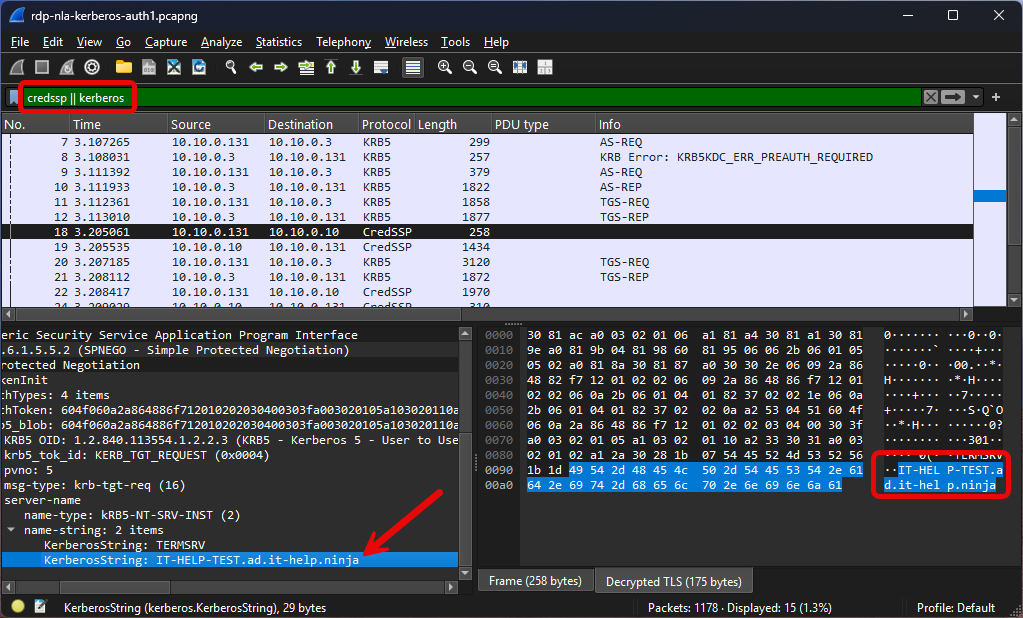 rdp-nla-kerberos-auth1.pcapng
File Edit View Go Capture Analyze Statistics Telephony Wireless Tools Help
credssp || kerberos
No. Time Source Destination Protocol Length PDU type Info
7 3.107265 10.10.0.131 10.10.0.3 KRB5 299 AS-REQ
8 3.108031 10.10.0.3 10.10.0.131 KRB5 257 KRB Error: KRB5KDC_ERR_PREAUTH_REQUIRED
9 3.111392 10.10.0.131 10.10.0.3 KRB5 379 AS-REQ
10 3.111933 10.10.0.3 10.10.0.131 KRB5 1822 AS-REP
11 3.112361 10.10.0.131 10.10.0.3 KRB5 1858 TGS-REQ
12 3.113010 10.10.0.3 10.10.0.131 KRB5 1877 TGS-REP
18 3.205061 10.10.0.131 10.10.0.10 CredSSP 258
19 3.205535 10.10.0.10 10.10.0.131 CredSSP 1434
20 3.207185 10.10.0.131 10.10.0.3 KRB5 3120 TGS-REQ
21 3.208112 10.10.0.3 10.10.0.131 KRB5 1872 TGS-REP
22 3.208417 10.10.0.131 10.10.0.10 CredSSP 1970
eric Security Service Application Program Interface
.6.1.5.5.2 (SPNEGO - Simple Protected Negotiation)
rotected Negotiation
kenInit
chTypes: 4 items
chToken: 604f060a2a864886f712010202030400303fa003020105a103020110a
b5_blob: 604f060a2a864886f712010202030400303fa003020105a103020110a
KRB5 OID: 1.2.840.113554.1.2.2.3 (KRB5 - Kerberos 5 - User to Use
krb5_tok_id: KERB_TGT_REQUEST (0x0004)
pvno: 5
msg-type: krb-tgt-req (16)
server-name
name-type: kRB5-NT-SRV-INST (2)
name-string: 2 items
KerberosString: TERMSRV
KerberosString: IT-HELP-TEST.ad.it-help.ninja
0000 30 81 ac a0 03 02 01 06 a1 81 a4 30 81 a1 30 81 0······· ···0··0·
0010 9e a0 81 9b 04 81 98 60 81 95 06 06 2b 06 01 05 ·······` ····+···
0020 05 02 a0 81 8a 30 81 87 a0 30 30 2e 06 09 2a 86 ·····0·· ·00.··*·
0030 48 82 f7 12 01 02 02 06 09 2a 86 48 86 f7 12 01 H······· ·*·H····
0040 02 02 06 0a 2b 06 01 04 01 82 37 02 02 1e 06 0a ····+··· ··7·····
0050 2b 06 01 04 01 82 37 02 02 0a a2 53 04 51 60 4f +·····7· ···S·Q`O
0060 06 0a 2a 86 48 86 f7 12 01 02 02 03 04 00 30 3f ··*·H··· ······0?
0070 a0 03 02 01 05 a1 03 02 01 10 a2 33 30 31 a0 03 ········ ···301··
0080 02 01 02 a1 2a 30 28 1b 07 54 45 52 4d 53 52 56 ····*0(· ·TERMSRV
0090 1b 1d 49 54 2d 48 45 4c 50 2d 54 45 53 54 2e 61 ··IT-HEL P-TEST.a
00a0 64 2e 69 74 2d 68 65 6c 70 2e 6e 69 6e 6a 61 d.it-hel p.ninja
Frame (258 bytes) Decrypted TLS (175 bytes)
KerberosString (kerberos.KerberosString), 29 bytes Packets: 1178 · Displayed: 15 (1.3%) Profile: Default